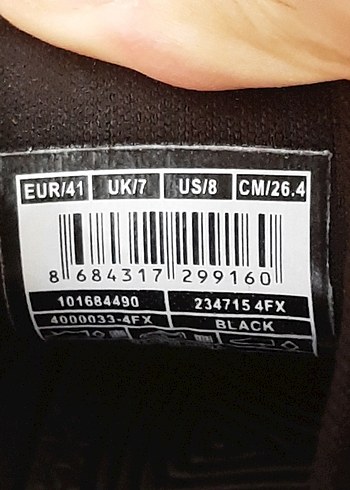 EUR/41 UK/7 US/8 CM/26.4
8 684317 299160
101684490 234715 4FX
4000033-4FX BLACK